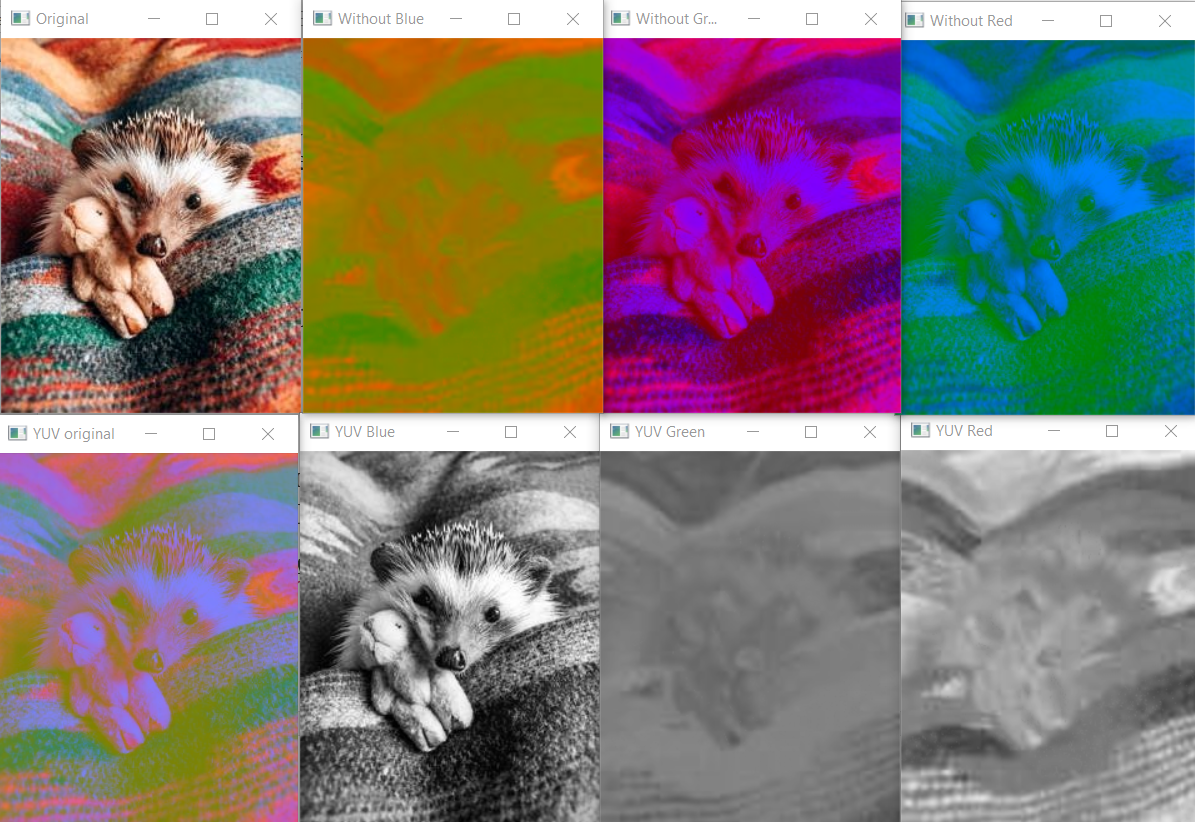 Original
Without Blue
Without Gr...
Without Red
YUV original
YUV Blue
YUV Green
YUV Red